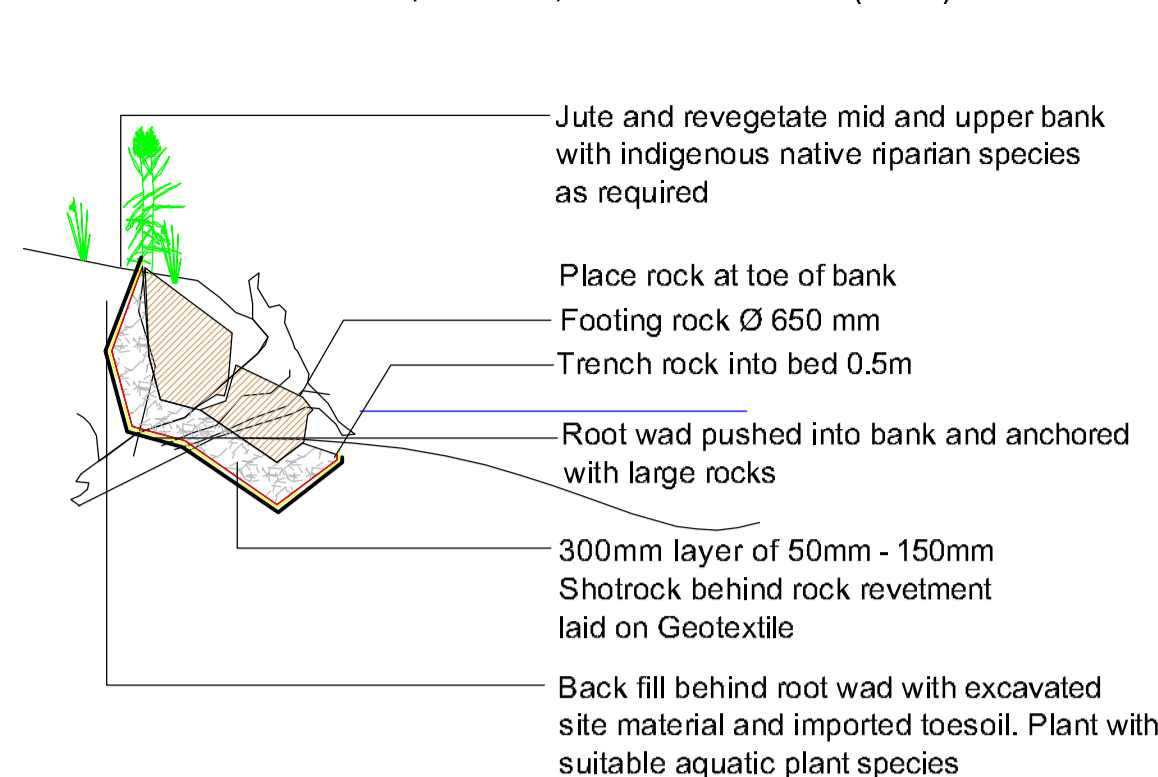 Jute and revegetate mid and upper bank
with indigenous native riparian species
as required
Place rock at toe of bank
Footing rock Ø 650 mm
Trench rock into bed 0.5m
Root wad pushed into bank and anchored
with large rocks
300mm layer of 50mm - 150mm
Shotrock behind rock revetment
laid on Geotextile
Back fill behind root wad with excavated
site material and imported toesoil. Plant with
suitable aquatic plant species